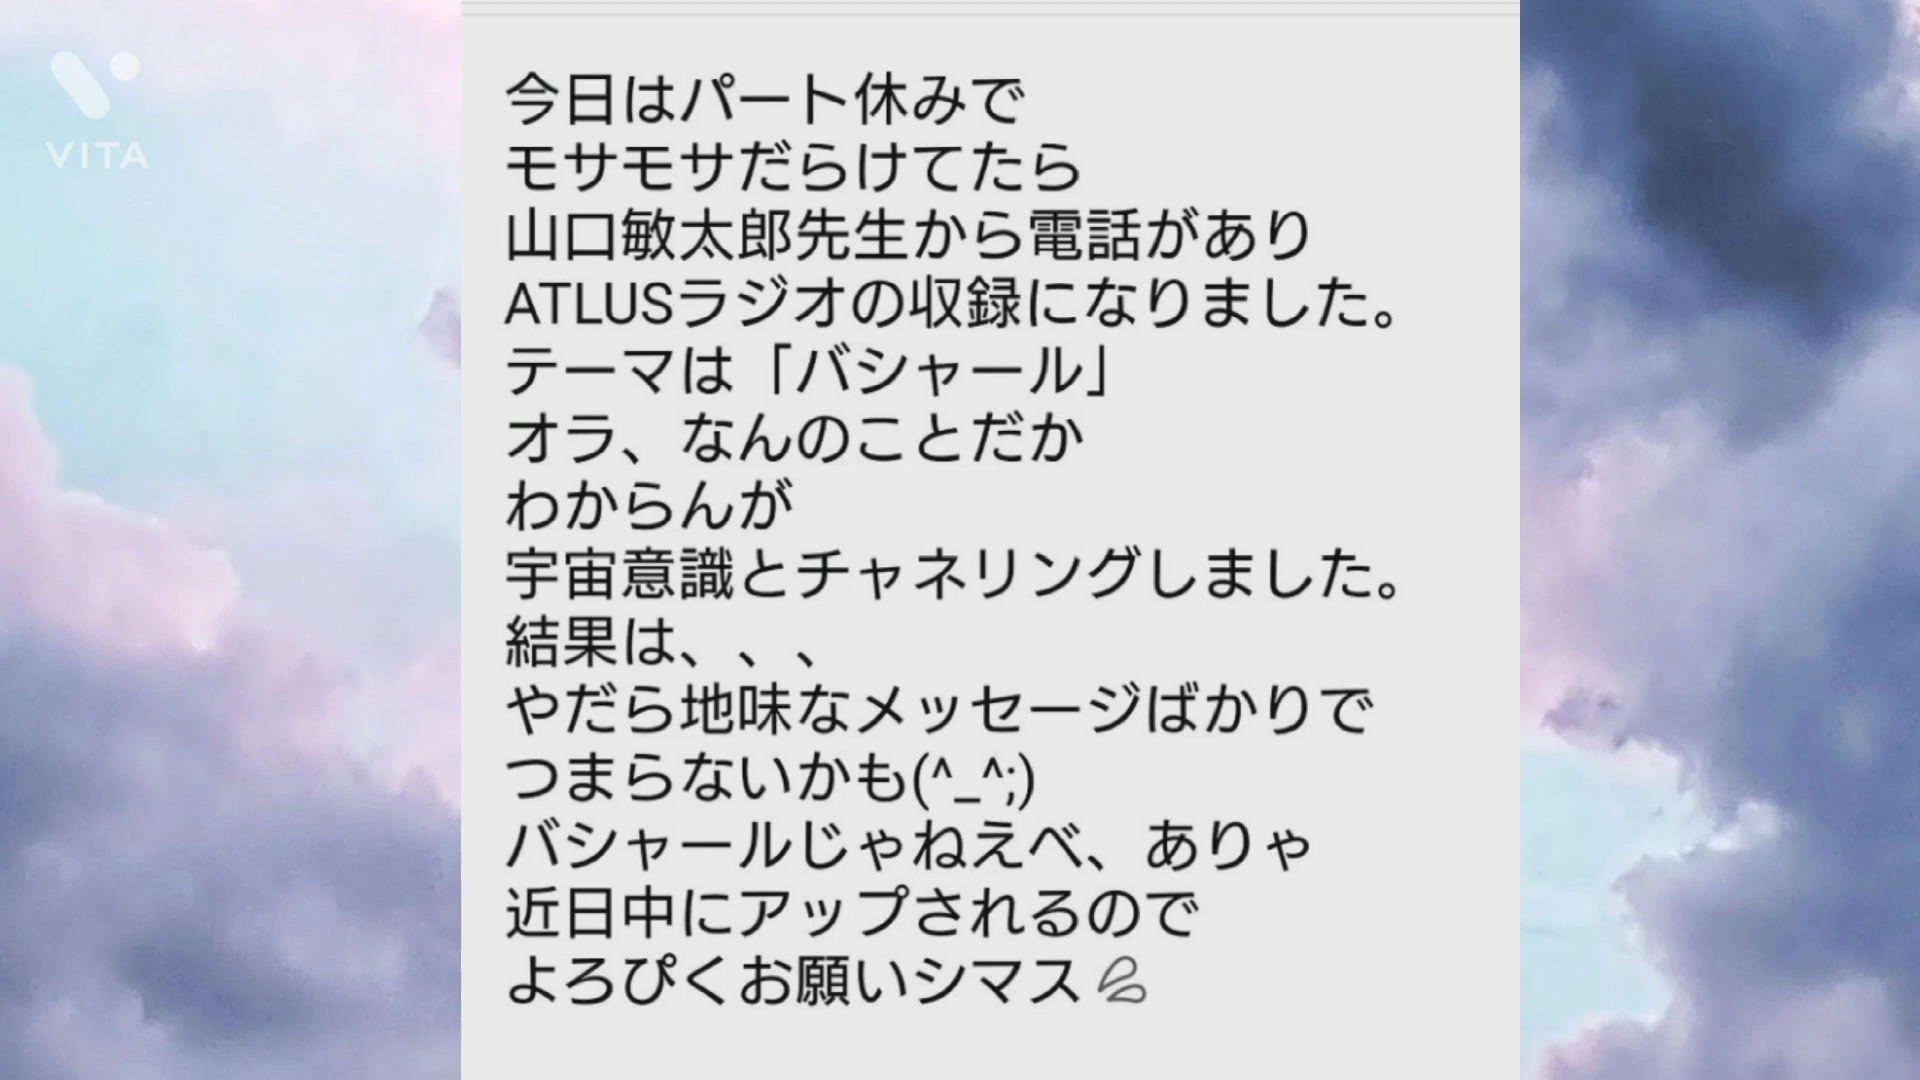 VITA
今日はパート休みで
モサモサだらけてたら
山口敏太郎先生から電話があり
ATLUSラジオの収録になりました。
テーマは「バシャール」
オラ、なんのことだか
わからんが
宇宙意識とチャネリングしました。
結果は、、、
やだら地味なメッセージばかりで
つまらないかも(^_^;)
バシャールじゃねえべ、ありゃ
近日中にアップされるので
よろぴくお願いシマス💦